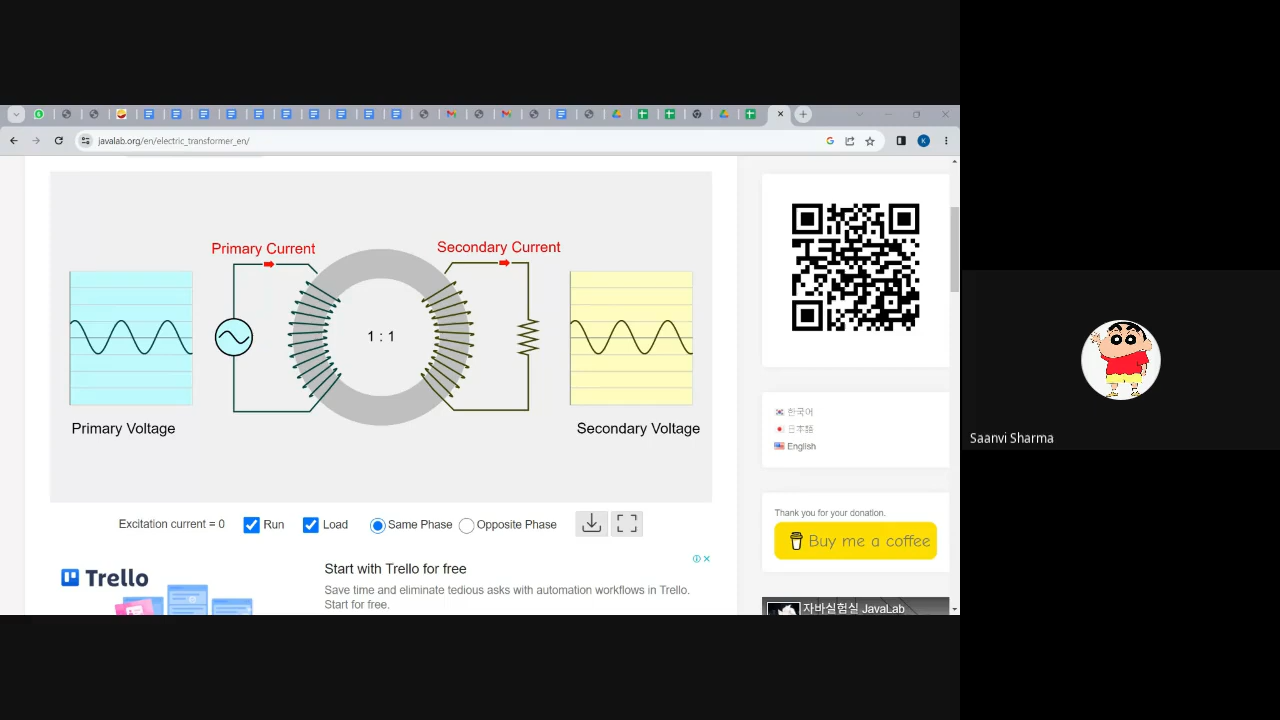 javalab.org/en/electric_transformer_en/
K
Primary Current
Secondary Current
1 : 1
Primary Voltage
Secondary Voltage
Excitation current = 0
Run
Load
Same Phase
Opposite Phase
Trello
Start with Trello for free
Save time and eliminate tedious asks with automation workflows in Trello.
Start for free.
한국어
日本語
English
Thank you for your donation.
Buy me a coffee
자바실험실 JavaLab
Saanvi Sharma